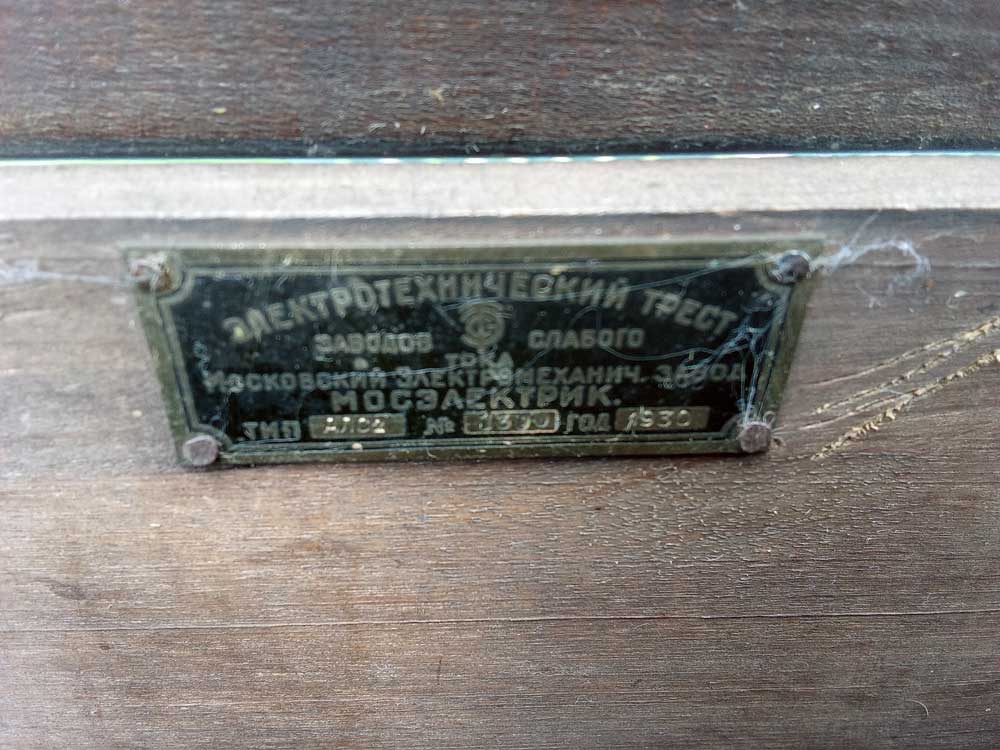 ЭЛЕКТРОТЕХНИЧЕСКИЙ ТРЕСТ
ЗАВОДОВ СЛАБОГО
ТОКА
МОСКОВСКИЙ ЭЛЕКТРОМЕХАНИЧ. ЗАВОД
МОСЭЛЕКТРИК.
ТИП № ГОД 1930